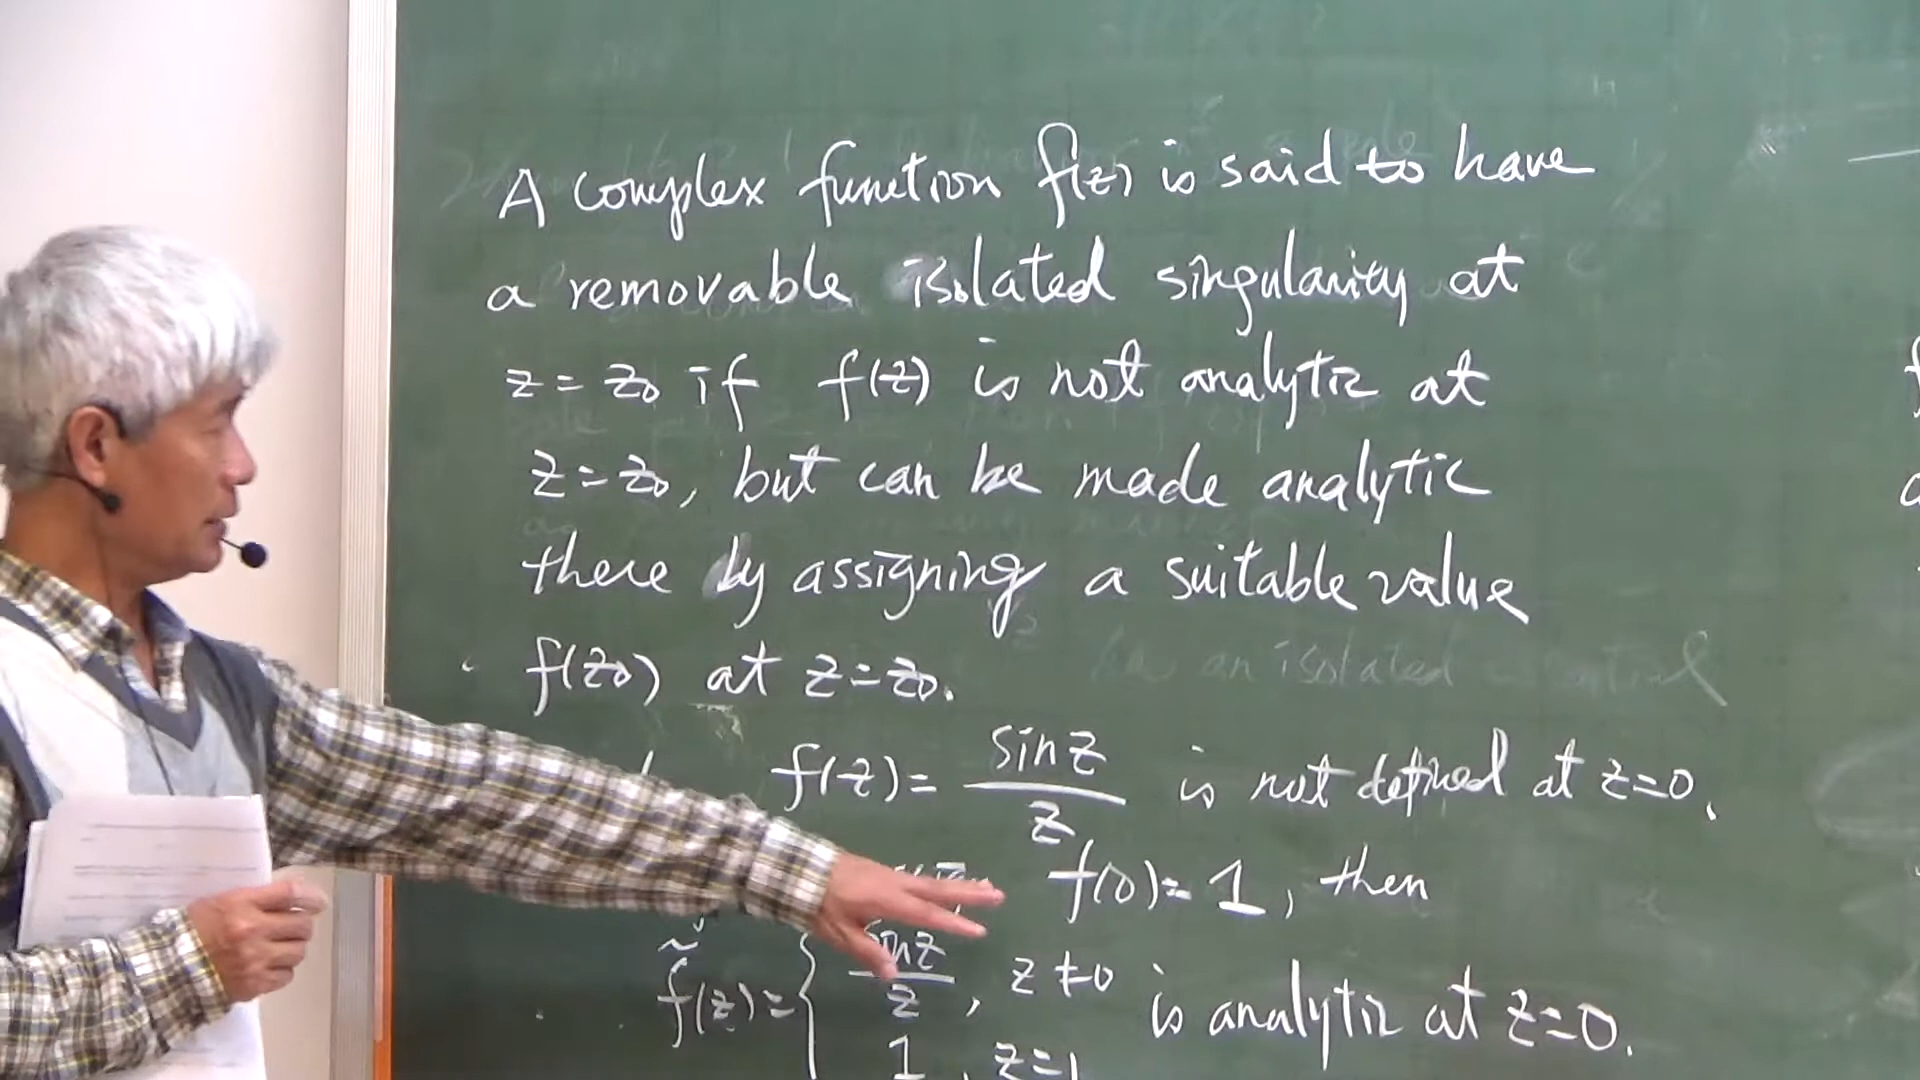 A complex function f(z) is said to have
a removable isolated singularity at
z = z₀ if f(z) is not analytic at
z = z₀, but can be made analytic
there by assigning a suitable value
f(z₀) at z = z₀.
f(z) = sin z / z is not defined at z=0.
f(0) = 1, then
f̃(z) = { sin z / z, z ≠ 0 is analytic at z=0.
1, z=1